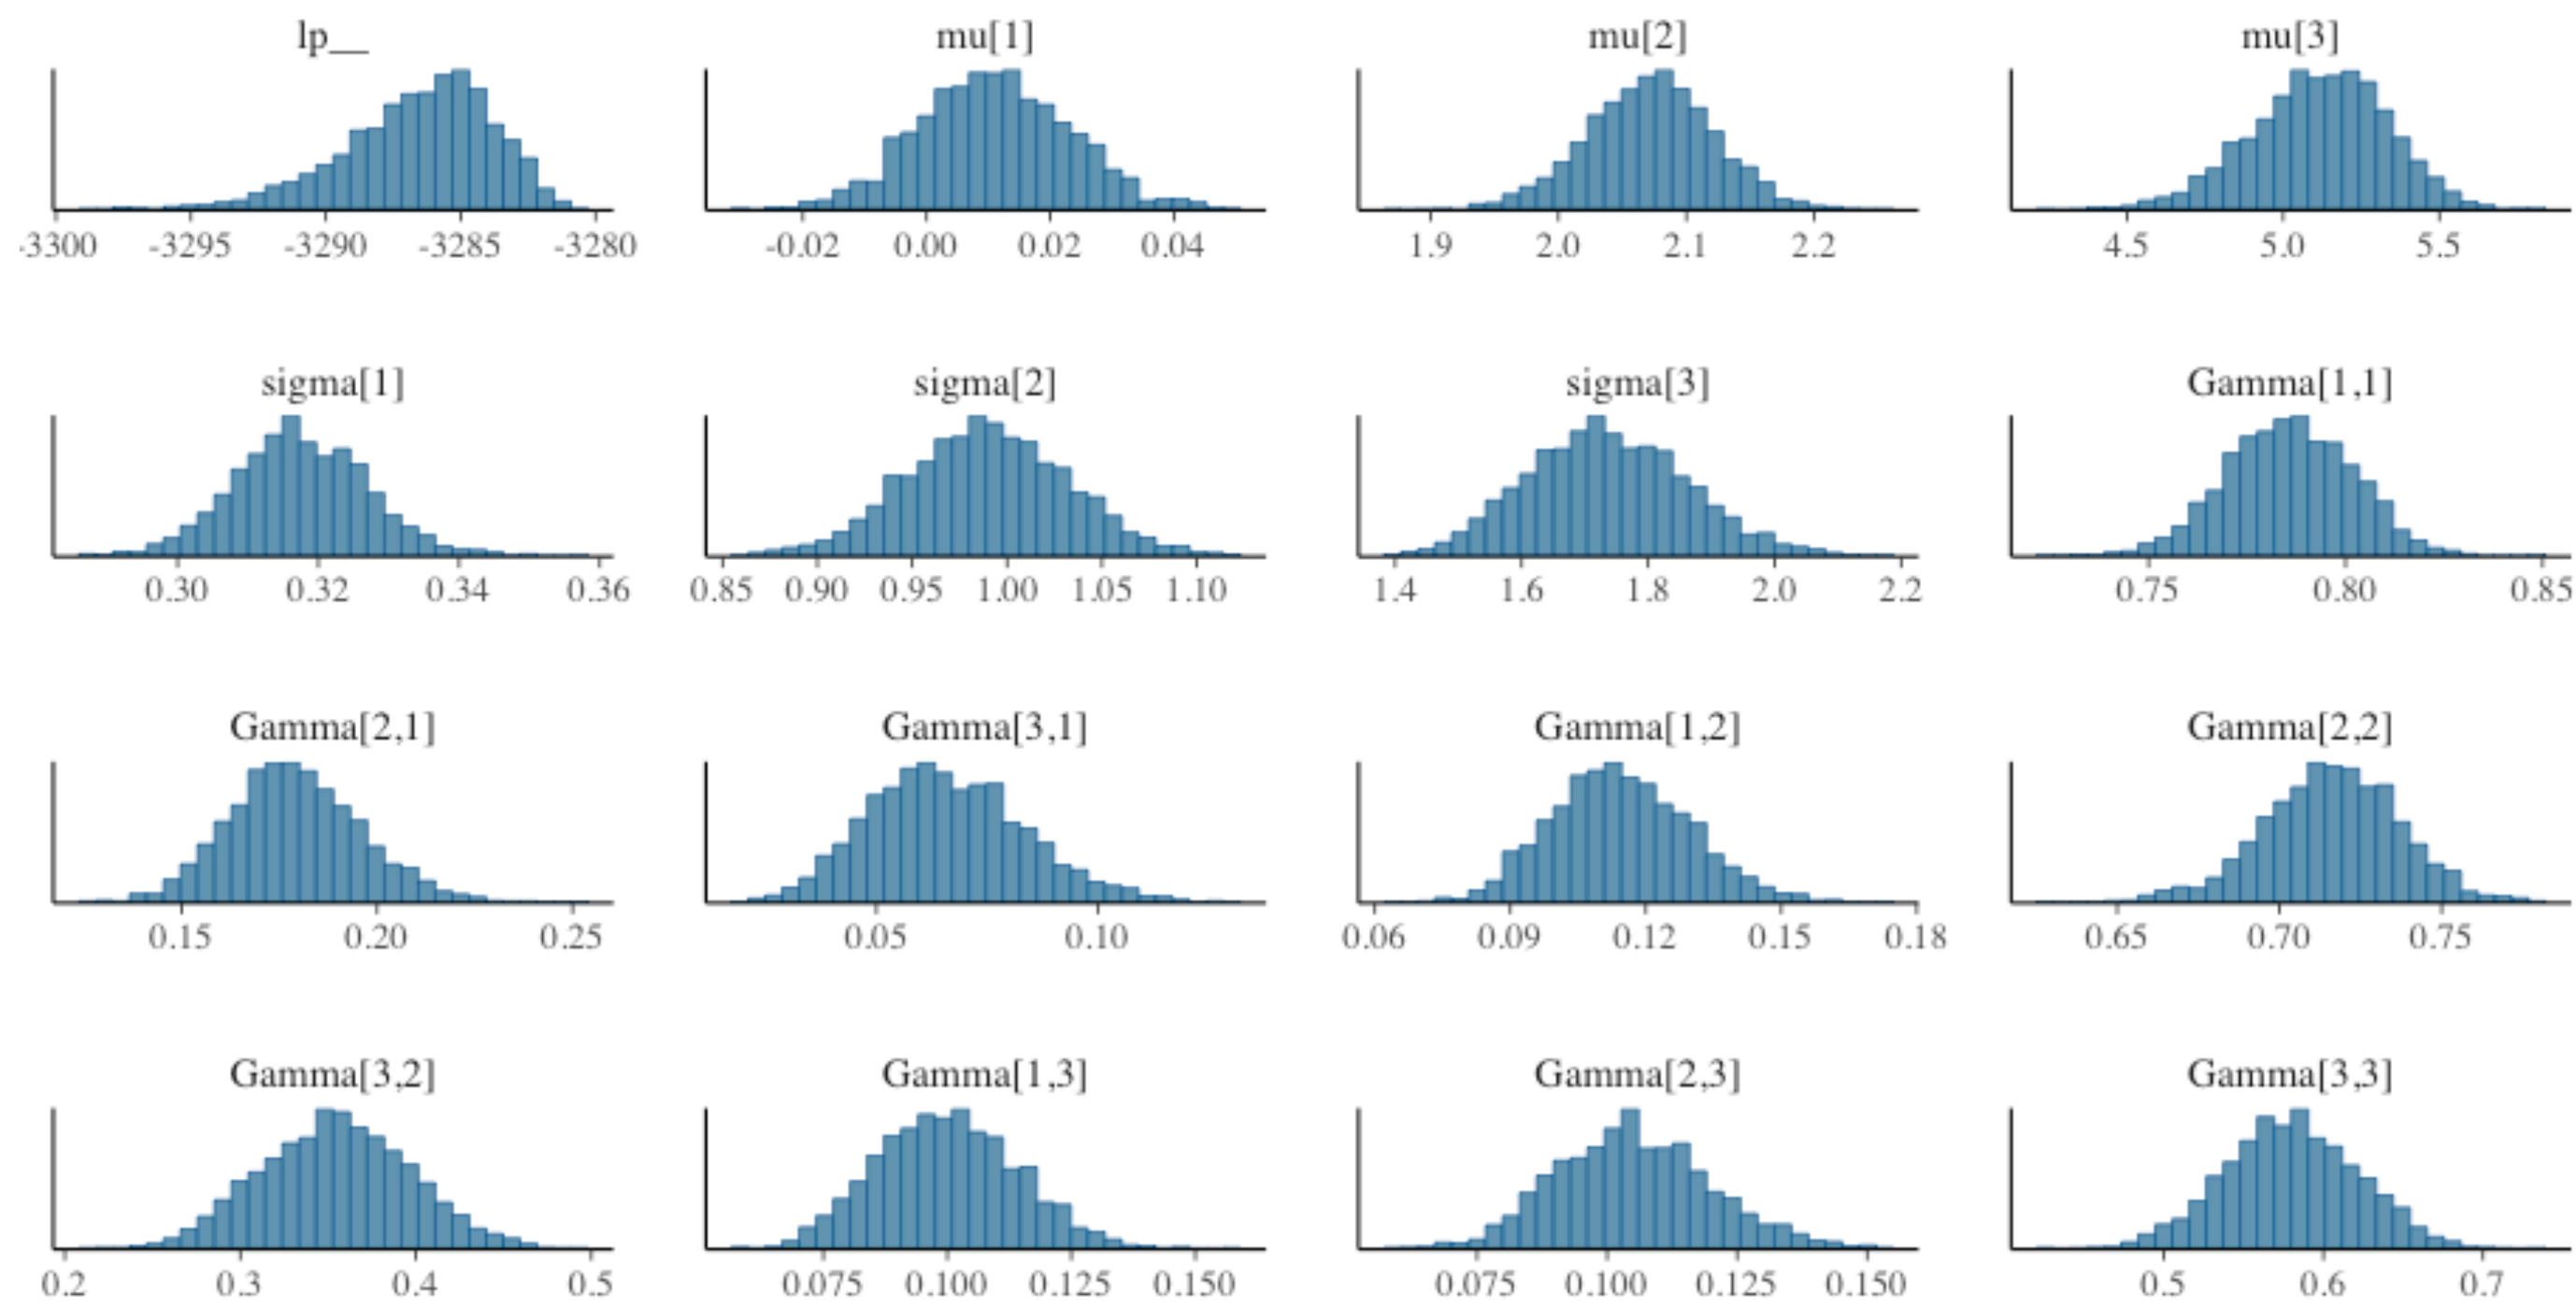 lp__ mu[1] mu[2] mu[3]
-3300 -3295 -3290 -3285 -3280 -0.02 0.00 0.02 0.04 1.9 2.0 2.1 2.2 4.5 5.0 5.5
sigma[1] sigma[2] sigma[3] Gamma[1,1]
0.30 0.32 0.34 0.36 0.85 0.90 0.95 1.00 1.05 1.10 1.4 1.6 1.8 2.0 2.2 0.75 0.80 0.85
Gamma[2,1] Gamma[3,1] Gamma[1,2] Gamma[2,2]
0.15 0.20 0.25 0.05 0.10 0.06 0.09 0.12 0.15 0.18 0.65 0.70 0.75
Gamma[3,2] Gamma[1,3] Gamma[2,3] Gamma[3,3]
0.2 0.3 0.4 0.5 0.075 0.100 0.125 0.150 0.075 0.100 0.125 0.150 0.5 0.6 0.7